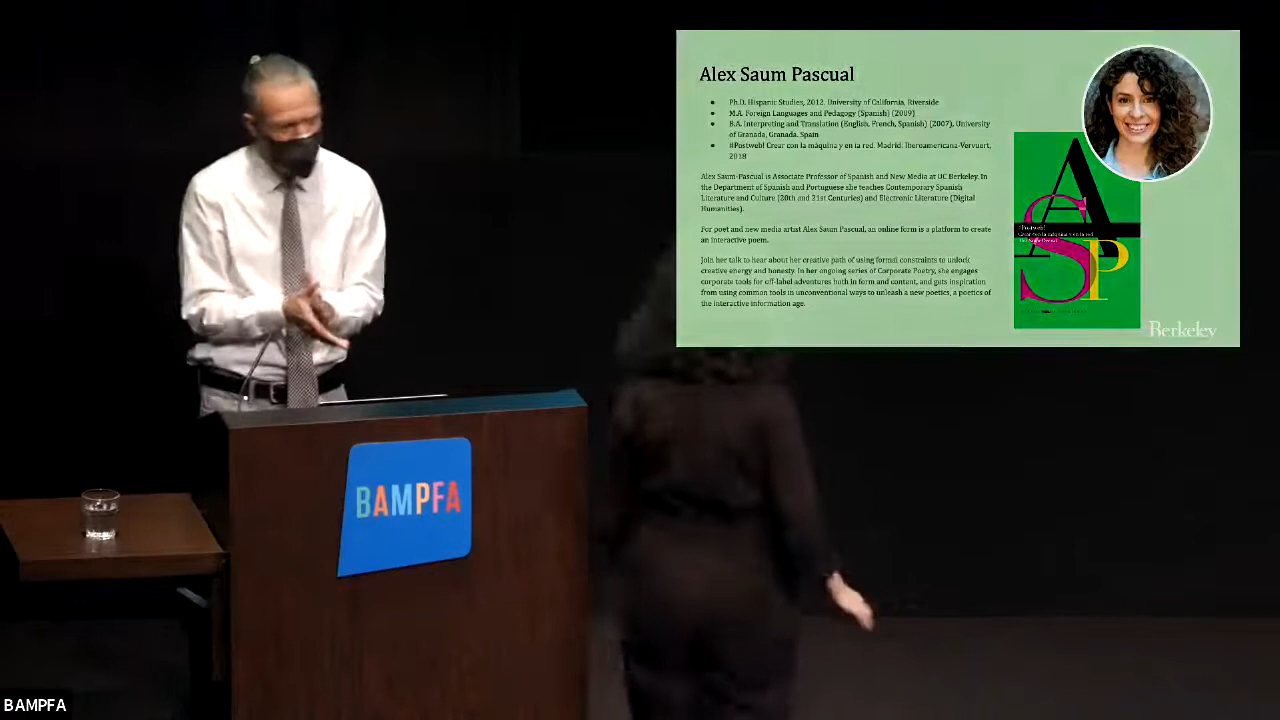 Alex Saum Pascual
● Ph.D. Hispanic Studies, 2012. University of California, Riverside
● M.A. Foreign Languages and Pedagogy (Spanish) (2009)
● B.A. Interpreting and Translation (English, French, Spanish) (2007), University
of Granada, Granada. Spain
● #Postweb! Crear con la máquina y en la red. Madrid: Iberoamericana-Vervuert,
2018
Alex Saum-Pascual is Associate Professor of Spanish and New Media at UC Berkeley. In
the Department of Spanish and Portuguese she teaches Contemporary Spanish
Literature and Culture (20th and 21st Centuries) and Electronic Literature (Digital
Humanities).
For poet and new media artist Alex Saum Pascual, an online form is a platform to create
an interactive poem.
Join her talk to hear about her creative path of using formal constraints to unlock
creative energy and honesty. In her ongoing series of Corporate Poetry, she engages
corporate tools for off-label adventures both in form and content, and gets inspiration
from using common tools in unconventional ways to unleash a new poetics, a poetics of
the interactive information age.
A
S
S P
#Postweb!
Crear con la máquina y en la red
Berkeley
BAMPFA
BAMPFA